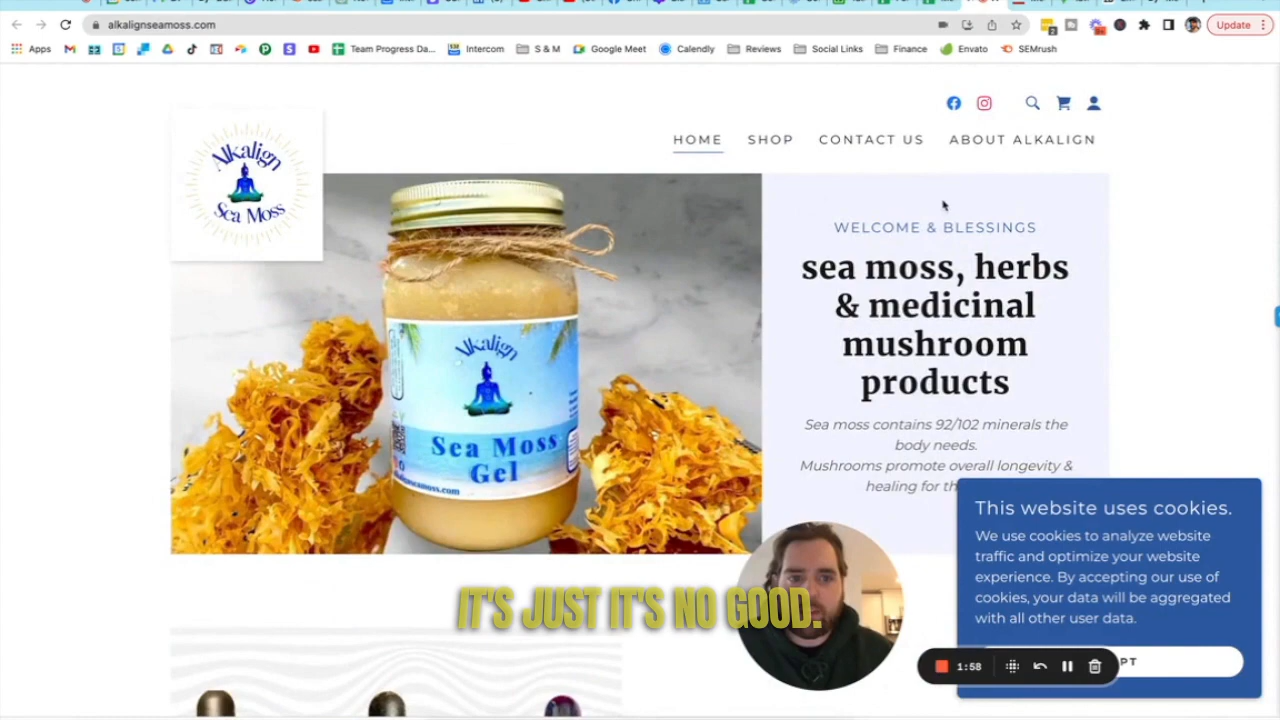 alkalignseamoss.com
Update
Apps
Team Progress Da...
Intercom
S & M
Google Meet
Calendly
Reviews
Social Links
Finance
Envato
SEMrush
HOME
SHOP
CONTACT US
ABOUT ALKALIGN
Alkalign
Sea Moss
WELCOME & BLESSINGS
sea moss, herbs
& medicinal
mushroom
products
Sea moss contains 92/102 minerals the
body needs.
Mushrooms promote overall longevity &
healing for th
Alkalign
Sea Moss
Gel
This website uses cookies.
We use cookies to analyze website
traffic and optimize your website
experience. By accepting our use of
cookies, your data will be aggregated
with all other user data.
IT'S JUST IT'S NO GOOD.
1:58
PT